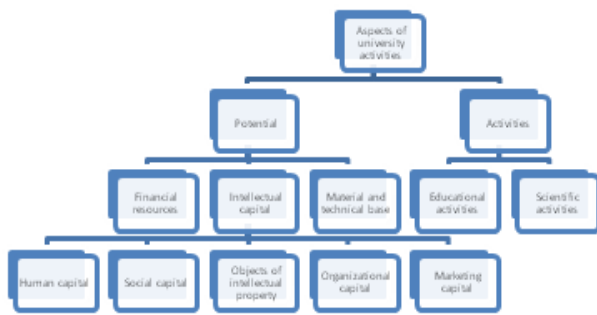 Aspects of
university
activities
Potential
Activities
Financial
resources
Intellectual
capital
Material and
technical base
Educational
activities
Scientific
activities
Human capital
Social capital
Objects of
intellectual
property
Organizational
capital
Marketing
capital